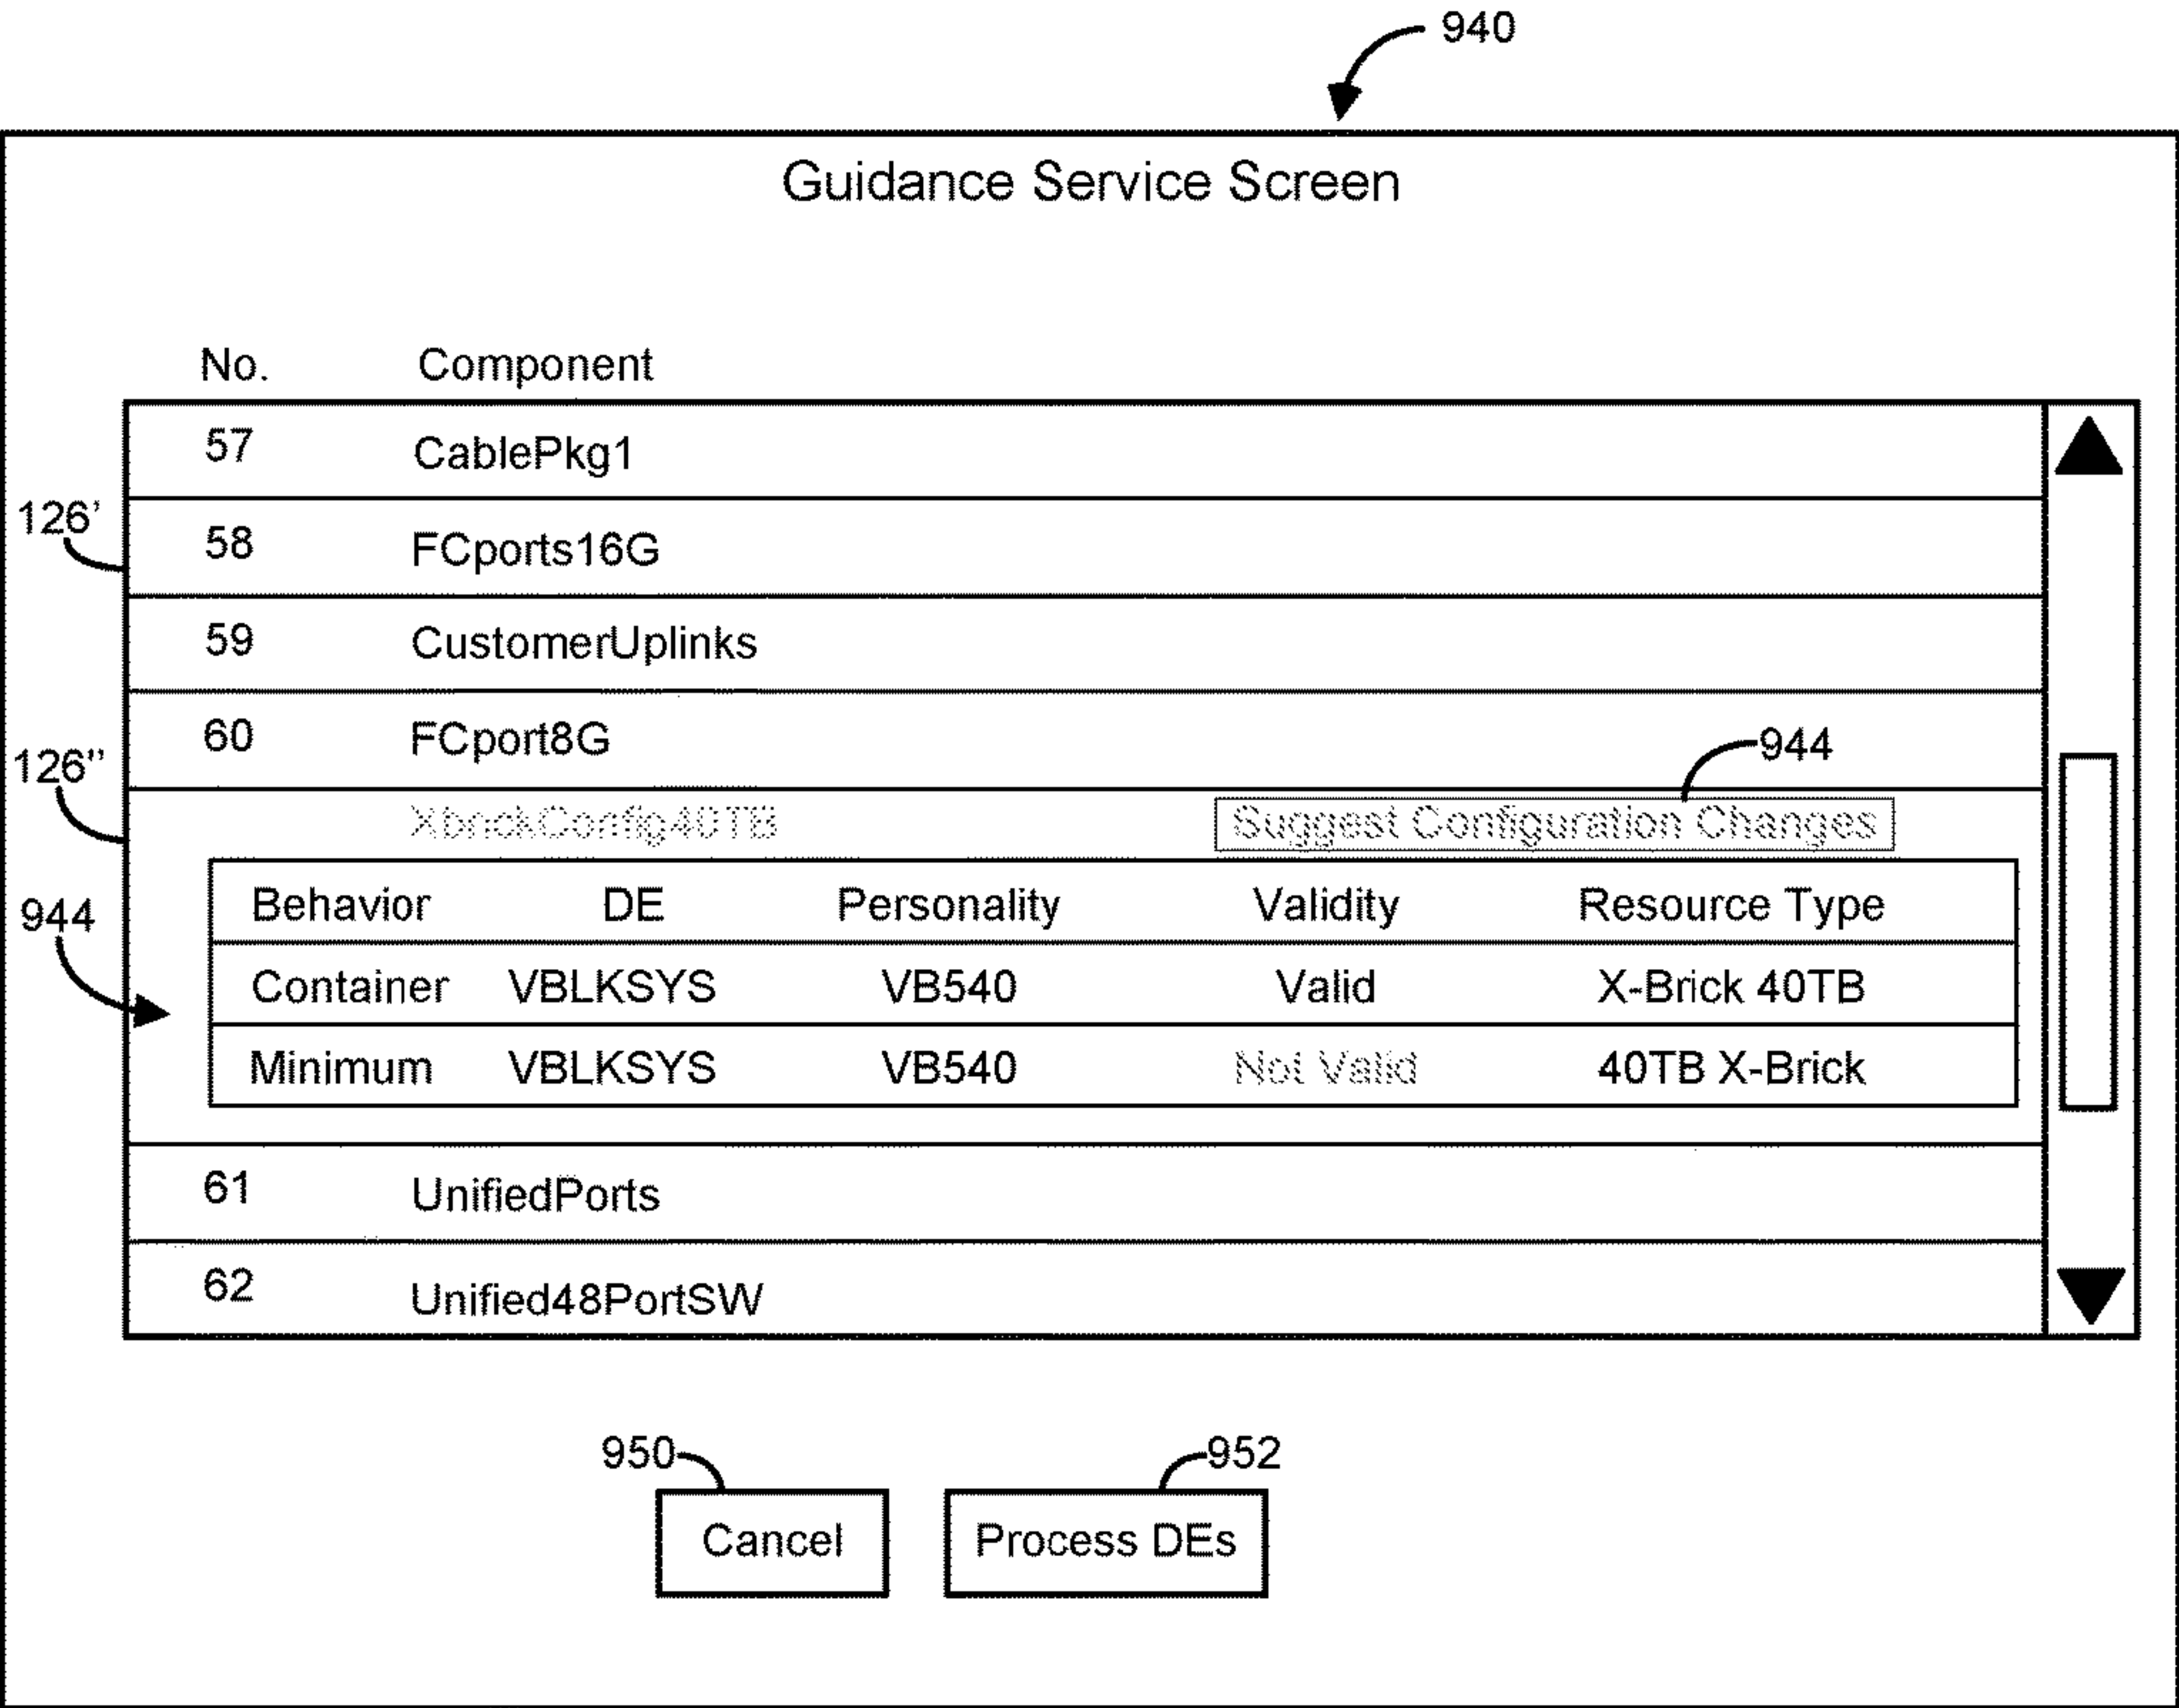 940
Guidance Service Screen
No. Component
57 CablePkg1
126'
58 FCports16G
59 CustomerUplinks
60 FCport8G
944
126"
XbrickConfig40TB Suggest Configuration Changes
Behavior DE Personality Validity Resource Type
944
Container VBLKSYS VB540 Valid X-Brick 40TB
Minimum VBLKSYS VB540 Not Valid 40TB X-Brick
61 UnifiedPorts
62 Unified48PortSW
950 952
Cancel Process DEs